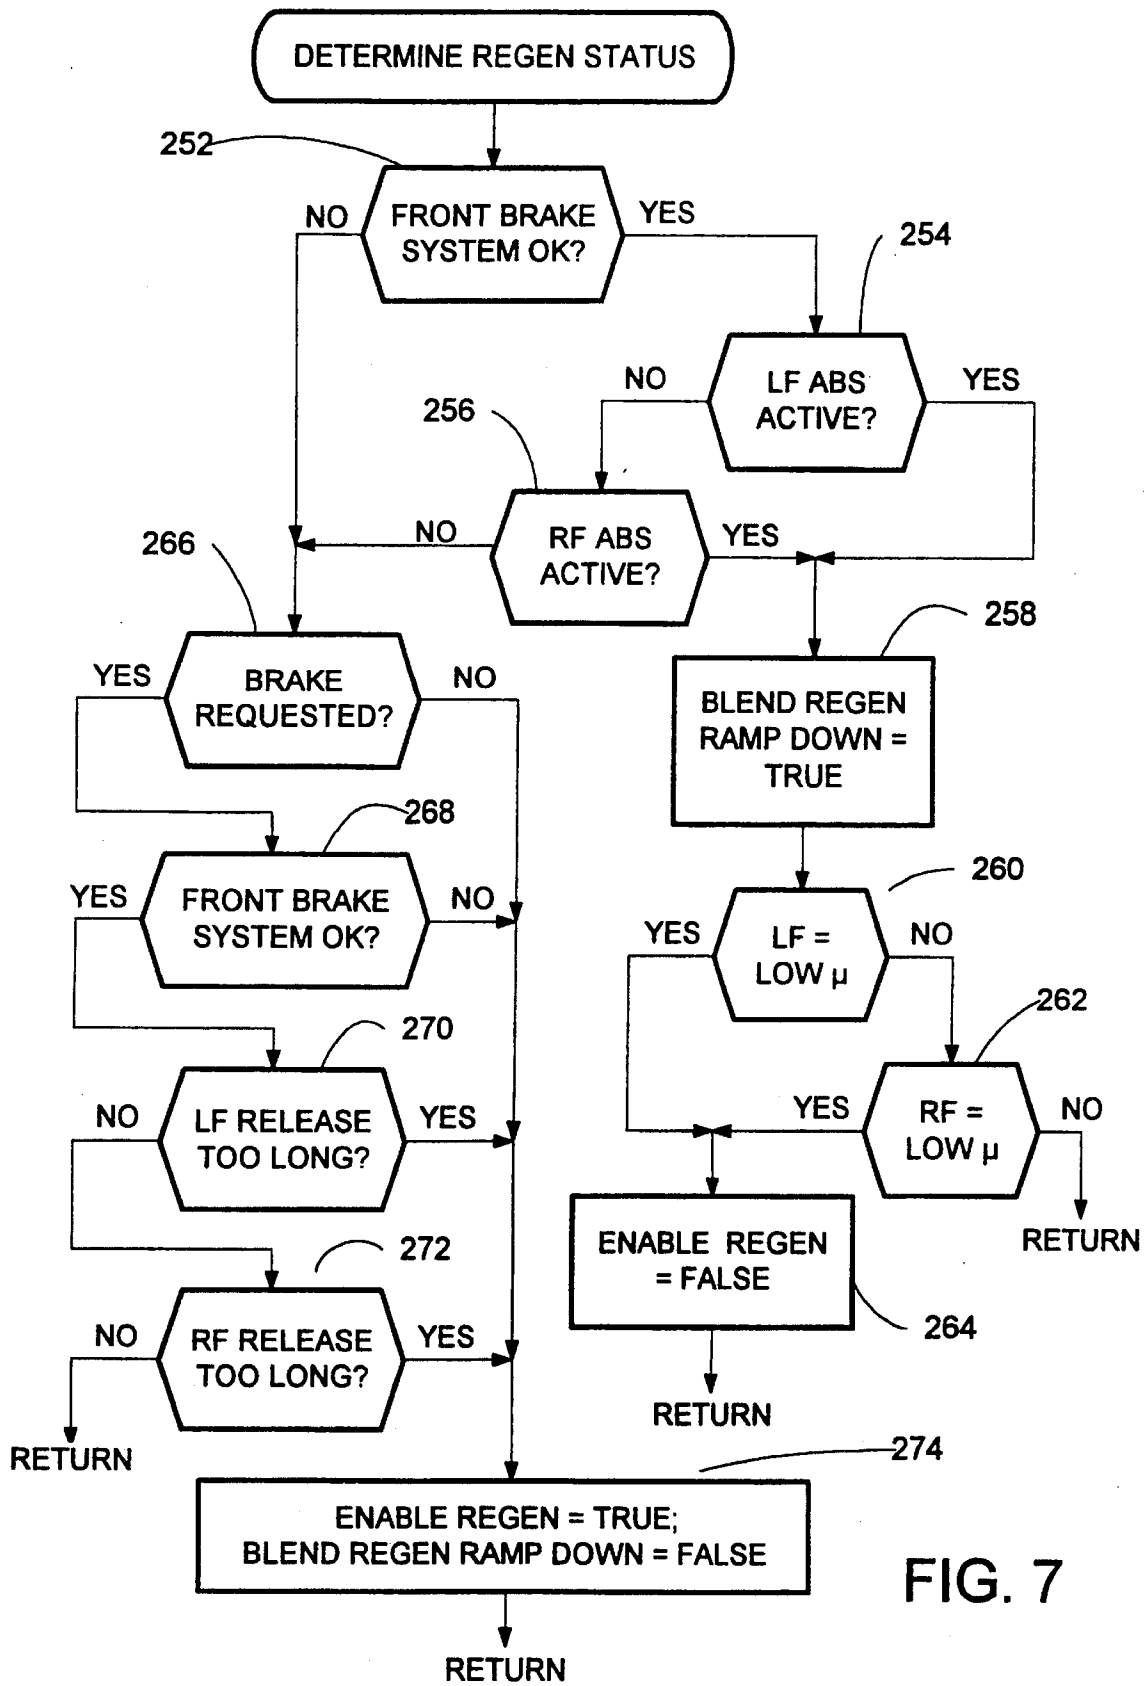 DETERMINE REGEN STATUS
252
FRONT BRAKE
SYSTEM OK?
NO
YES
254
LF ABS
ACTIVE?
NO
YES
256
RF ABS
ACTIVE?
NO
YES
266
BRAKE
REQUESTED?
YES
NO
258
BLEND REGEN
RAMP DOWN =
TRUE
268
FRONT BRAKE
SYSTEM OK?
YES
NO
260
LF =
LOW μ
YES
NO
262
RF =
LOW μ
YES
NO
RETURN
270
LF RELEASE
TOO LONG?
NO
YES
ENABLE REGEN
= FALSE
264
RETURN
272
RF RELEASE
TOO LONG?
NO
YES
RETURN
274
ENABLE REGEN = TRUE;
BLEND REGEN RAMP DOWN = FALSE
RETURN
FIG. 7